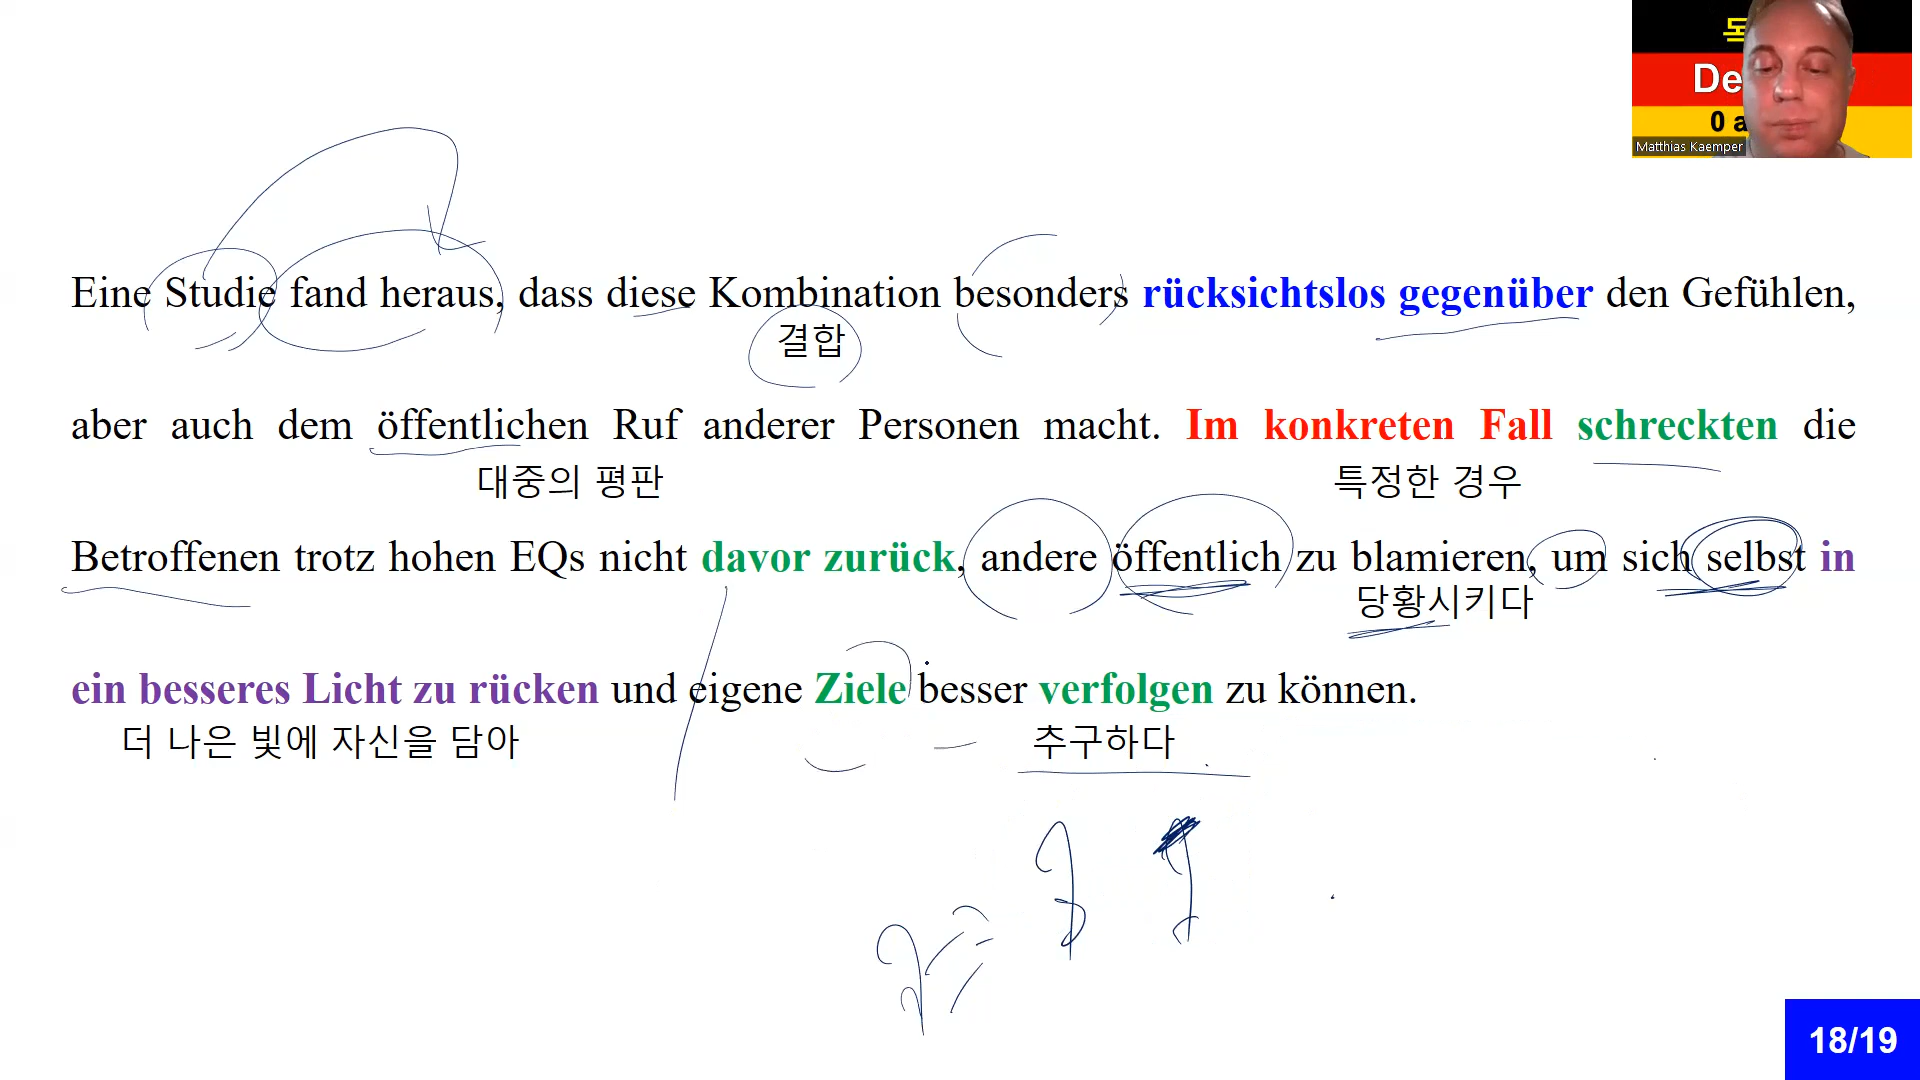 독
De
0 a
Matthias Kaemper
Eine Studie fand heraus, dass diese Kombination besonders rücksichtslos gegenüber den Gefühlen,
결합
aber auch dem öffentlichen Ruf anderer Personen macht. Im konkreten Fall schreckten die
대중의 평판 특정한 경우
Betroffenen trotz hohen EQs nicht davor zurück, andere öffentlich zu blamieren, um sich selbst in
당황시키다
ein besseres Licht zu rücken und eigene Ziele besser verfolgen zu können.
더 나은 빛에 자신을 담아 추구하다
18/19